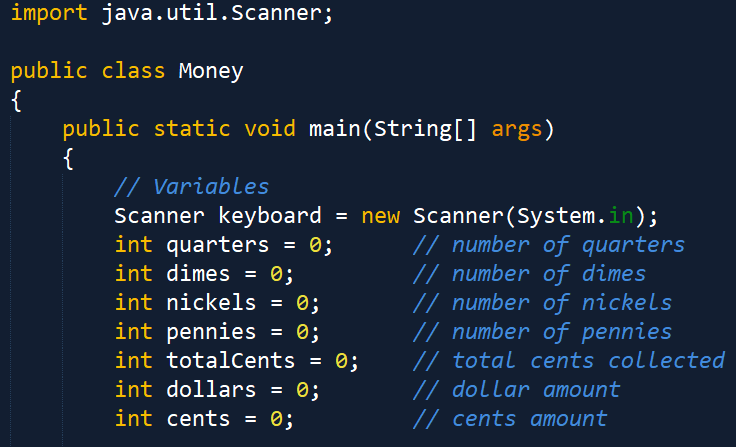 import java.util.Scanner;

public class Money
{
    public static void main(String[] args)
    {
        // Variables
        Scanner keyboard = new Scanner(System.in);
        int quarters = 0;      // number of quarters
        int dimes = 0;         // number of dimes
        int nickels = 0;       // number of nickels
        int pennies = 0;       // number of pennies
        int totalCents = 0;    // total cents collected
        int dollars = 0;       // dollar amount
        int cents = 0;         // cents amount